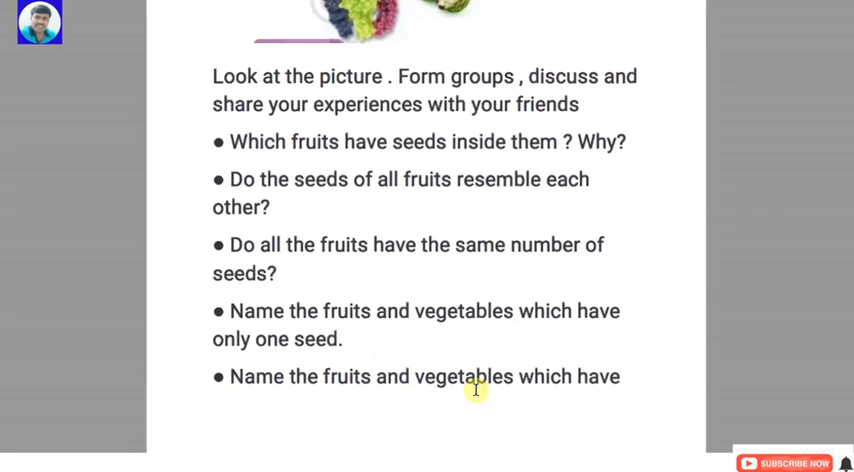 Look at the picture . Form groups , discuss and
share your experiences with your friends
● Which fruits have seeds inside them ? Why?
● Do the seeds of all fruits resemble each
other?
● Do all the fruits have the same number of
seeds?
● Name the fruits and vegetables which have
only one seed.
● Name the fruits and vegetables which have
SUBSCRIBE NOW